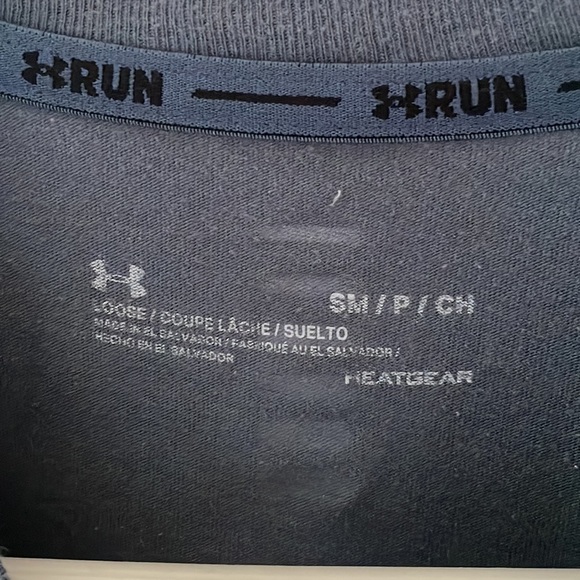 RUN RUN
SM / P / CH
LOOSE / COUPE LÂCHE / SUELTO
MADE IN EL SALVADOR / FABRIQUÉ AU EL SALVADOR /
HECHO EN EL SALVADOR
HEATGEAR